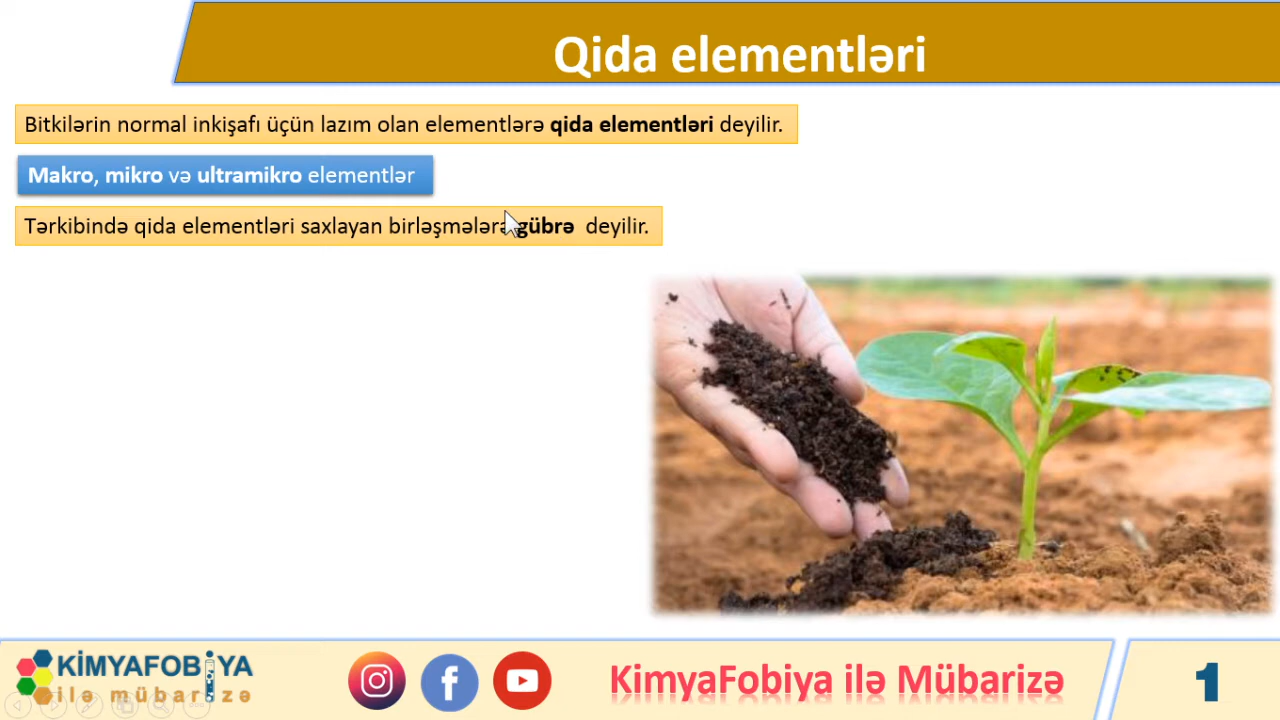 Qida elementləri
Bitkilərin normal inkişafı üçün lazım olan elementlərə qida elementləri deyilir.
Makro, mikro və ultramikro elementlər
Tərkibində qida elementləri saxlayan birləşmələrə gübrə deyilir.
KİMYAFOBİYA
ilə mübarizə
KimyaFobiya ilə Mübarizə
1